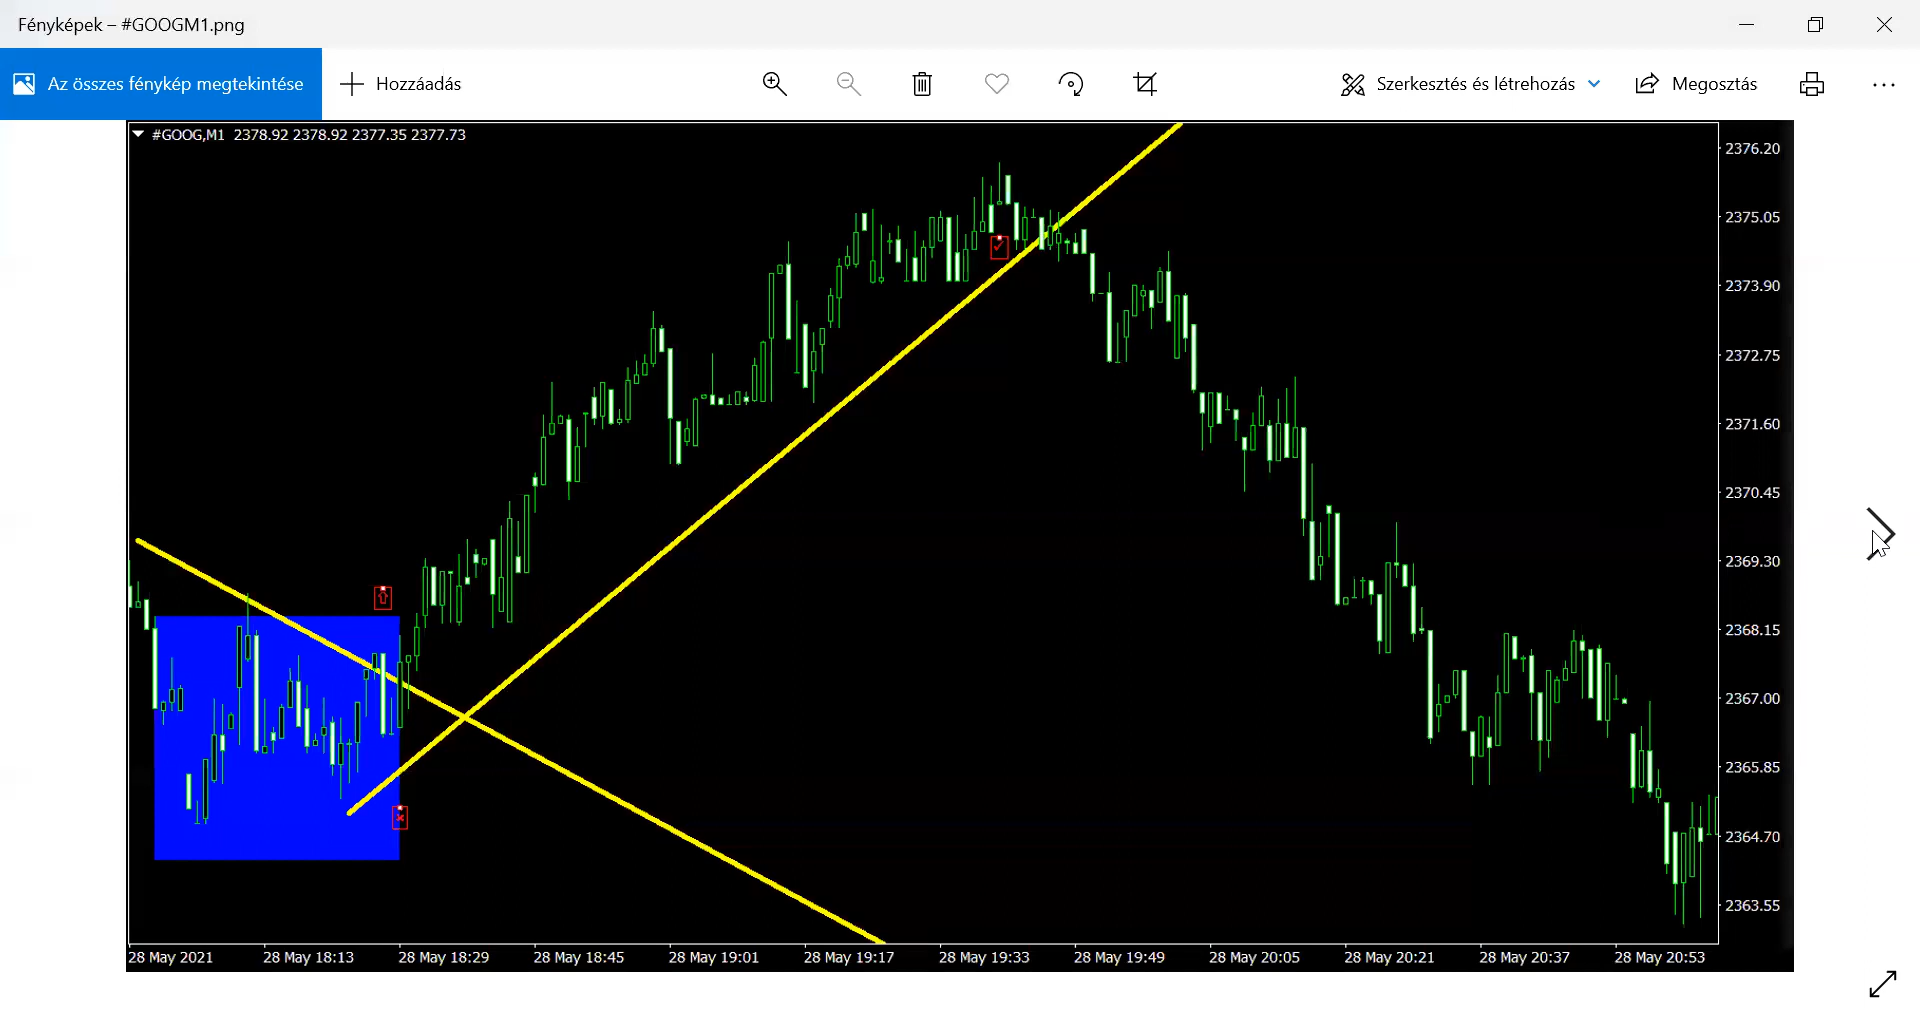 Fényképek – #GOOGM1.png
Az összes fénykép megtekintése
Hozzáadás
Szerkesztés és létrehozás
Megosztás
#GOOG,M1 2378.92 2378.92 2377.35 2377.73
2376.20
2375.05
2373.90
2372.75
2371.60
2370.45
2369.30
2368.15
2367.00
2365.85
2364.70
2363.55
28 May 2021
28 May 18:13
28 May 18:29
28 May 18:45
28 May 19:01
28 May 19:17
28 May 19:33
28 May 19:49
28 May 20:05
28 May 20:21
28 May 20:37
28 May 20:53